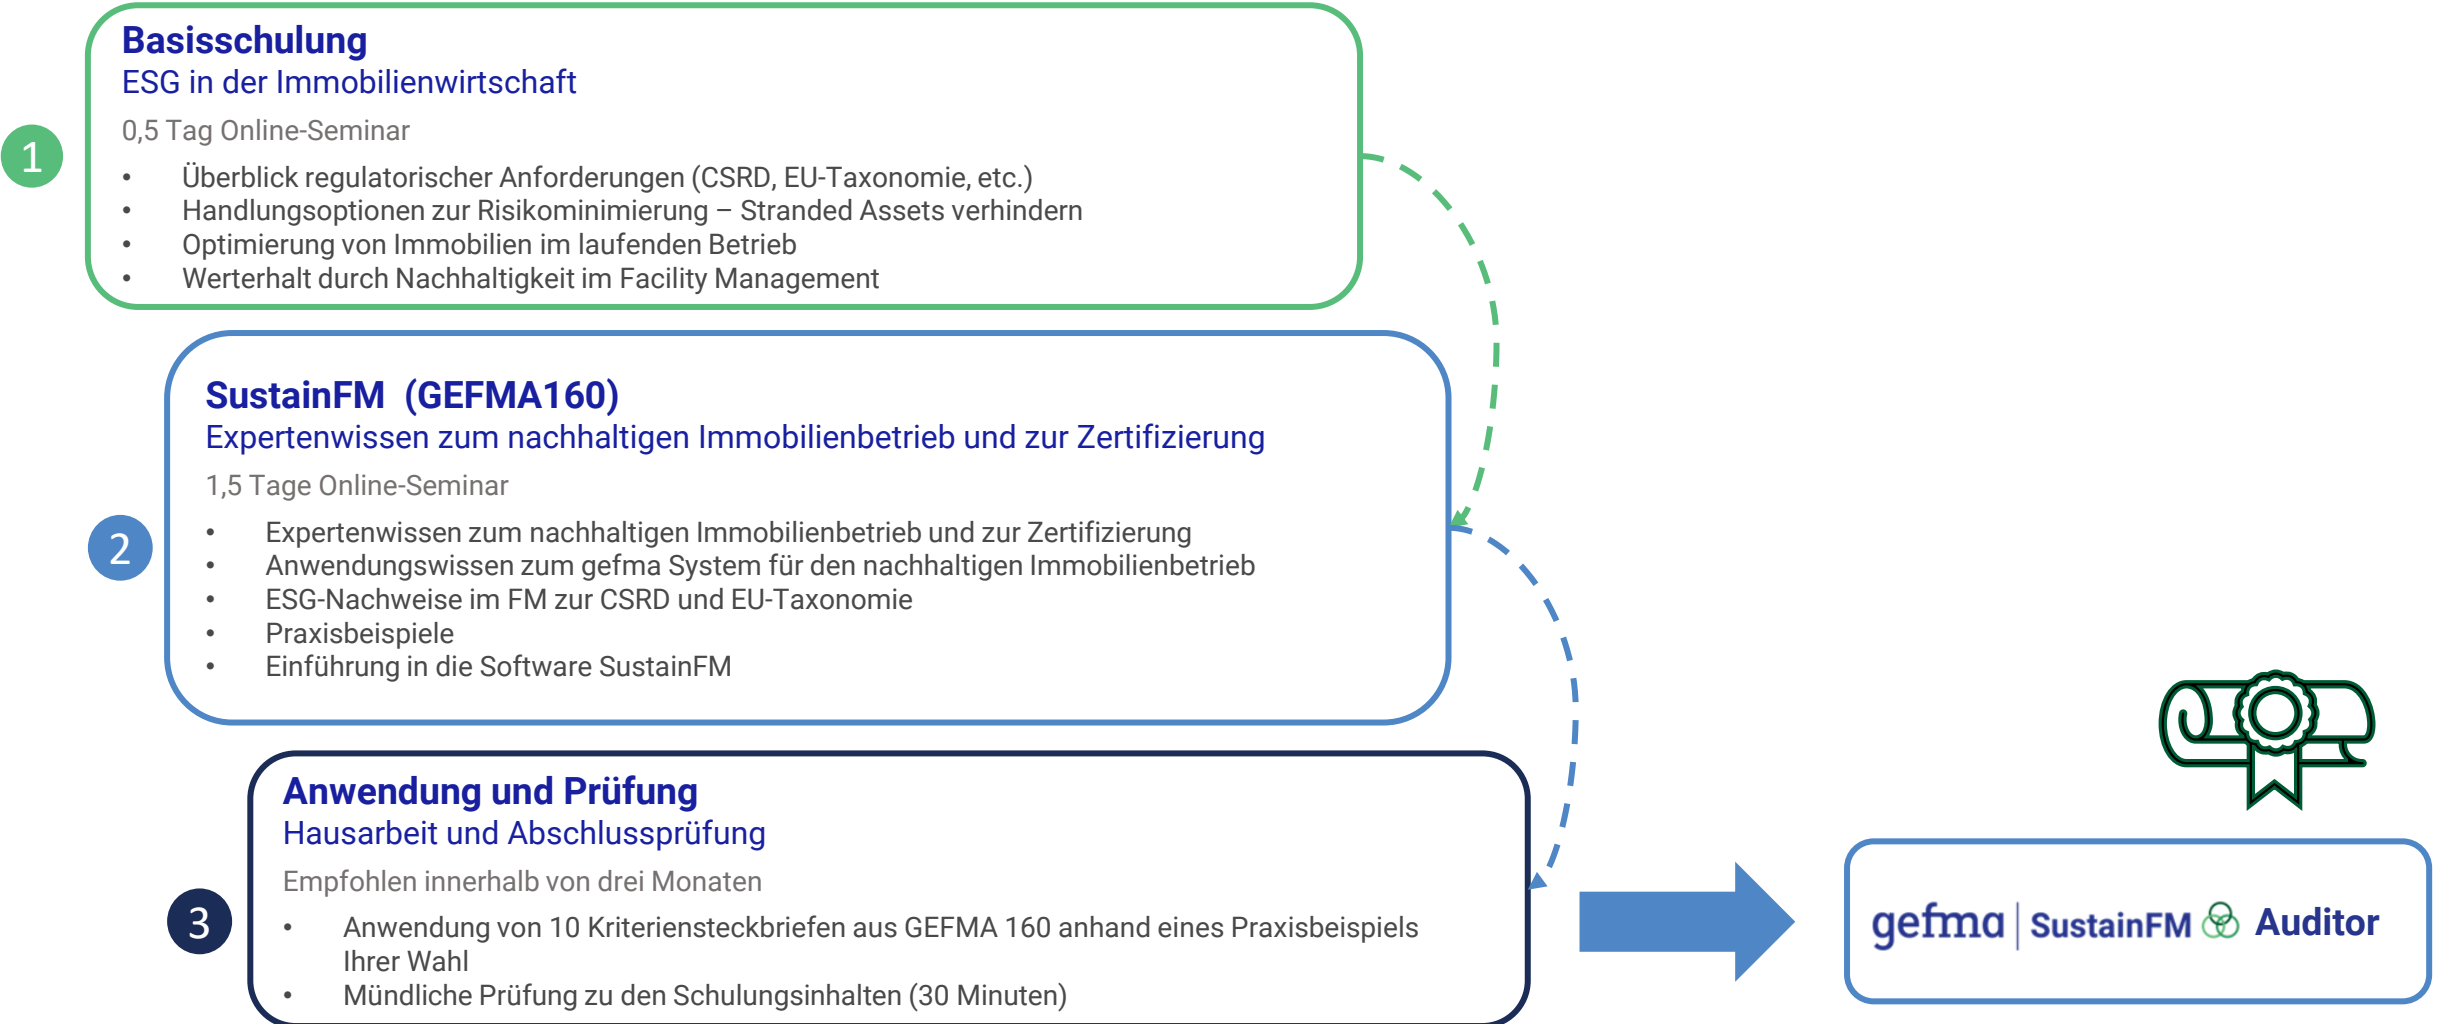 Basisschulung
ESG in der Immobilienwirtschaft
0,5 Tag Online-Seminar
1
• Überblick regulatorischer Anforderungen (CSRD, EU-Taxonomie, etc.)
• Handlungsoptionen zur Risikominimierung – Stranded Assets verhindern
• Optimierung von Immobilien im laufenden Betrieb
• Werterhalt durch Nachhaltigkeit im Facility Management
SustainFM (GEFMA160)
Expertenwissen zum nachhaltigen Immobilienbetrieb und zur Zertifizierung
1,5 Tage Online-Seminar
2
• Expertenwissen zum nachhaltigen Immobilienbetrieb und zur Zertifizierung
• Anwendungswissen zum gefma System für den nachhaltigen Immobilienbetrieb
• ESG-Nachweise im FM zur CSRD und EU-Taxonomie
• Praxisbeispiele
• Einführung in die Software SustainFM
Anwendung und Prüfung
Hausarbeit und Abschlussprüfung
Empfohlen innerhalb von drei Monaten
3
• Anwendung von 10 Kriteriensteckbriefen aus GEFMA 160 anhand eines Praxisbeispiels
Ihrer Wahl
• Mündliche Prüfung zu den Schulungsinhalten (30 Minuten)
gefma | SustainFM Auditor